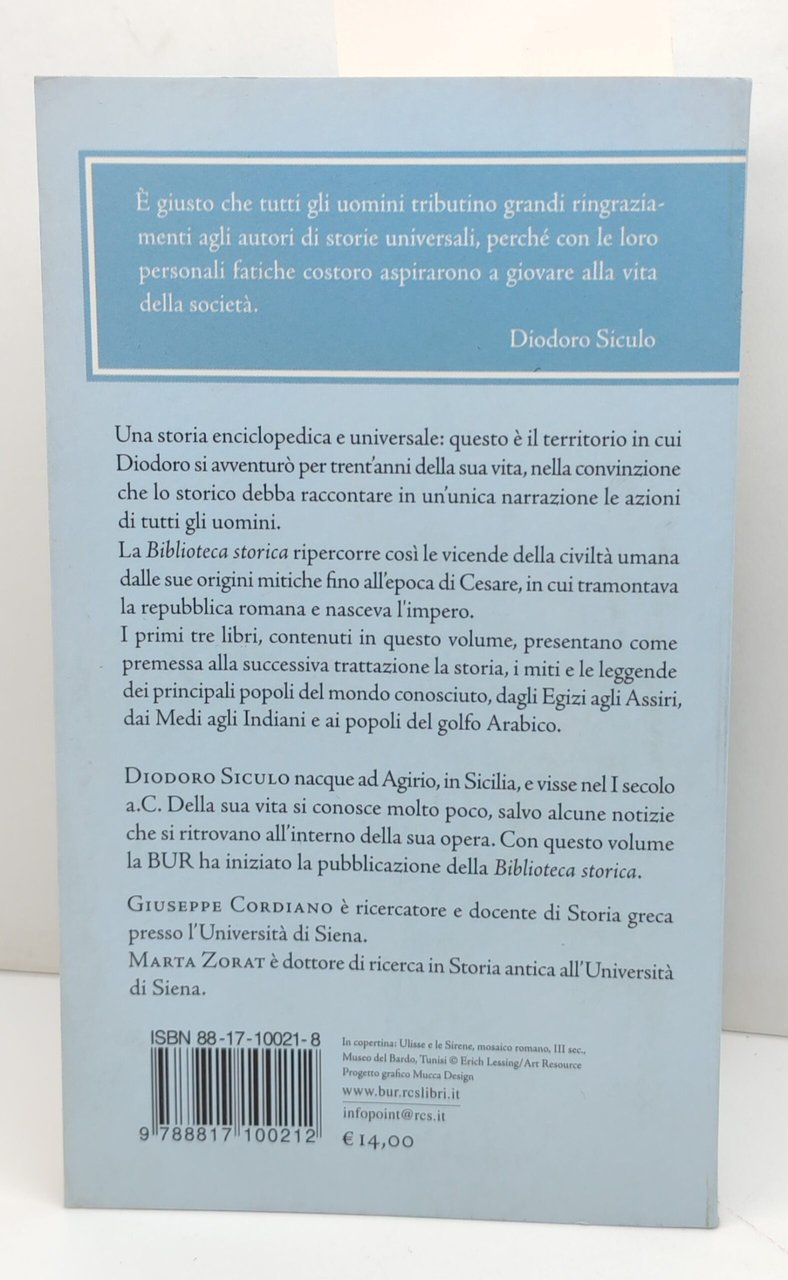 È giusto che tutti gli uomini tributino grandi ringrazia-
menti agli autori di storie universali, perché con le loro
personali fatiche costoro aspirarono a giovare alla vita
della società.
Diodoro Siculo
Una storia enciclopedica e universale: questo è il territorio in cui
Diodoro si avventurò per trent'anni della sua vita, nella convinzione
che lo storico debba raccontare in un'unica narrazione le azioni
di tutti gli uomini.
La Biblioteca storica ripercorre così le vicende della civiltà umana
dalle sue origini mitiche fino all'epoca di Cesare, in cui tramontava
la repubblica romana e nasceva l'impero.
I primi tre libri, contenuti in questo volume, presentano come
premessa alla successiva trattazione la storia, i miti e le leggende
dei principali popoli del mondo conosciuto, dagli Egizi agli Assiri,
dai Medi agli Indiani e ai popoli del golfo Arabico.
DIODORO SICULO nacque ad Agirio, in Sicilia, e visse nel I secolo
a.C. Della sua vita si conosce molto poco, salvo alcune notizie
che si ritrovano all'interno della sua opera. Con questo volume
la BUR ha iniziato la pubblicazione della Biblioteca storica.
GIUSEPPE CORDIANO è ricercatore e docente di Storia greca
presso l'Università di Siena.
MARTA ZORAT è dottore di ricerca in Storia antica all'Università
di Siena.
ISBN 88-17-10021-8
9 788817 100212
In copertina: Ulisse e le Sirene, mosaico romano, III sec.,
Museo del Bardo, Tunisi © Erich Lessing/Art Resource
Progetto grafico Mucca Design
www.bur.rcslibri.it
infopoint@rcs.it
€ 14,00